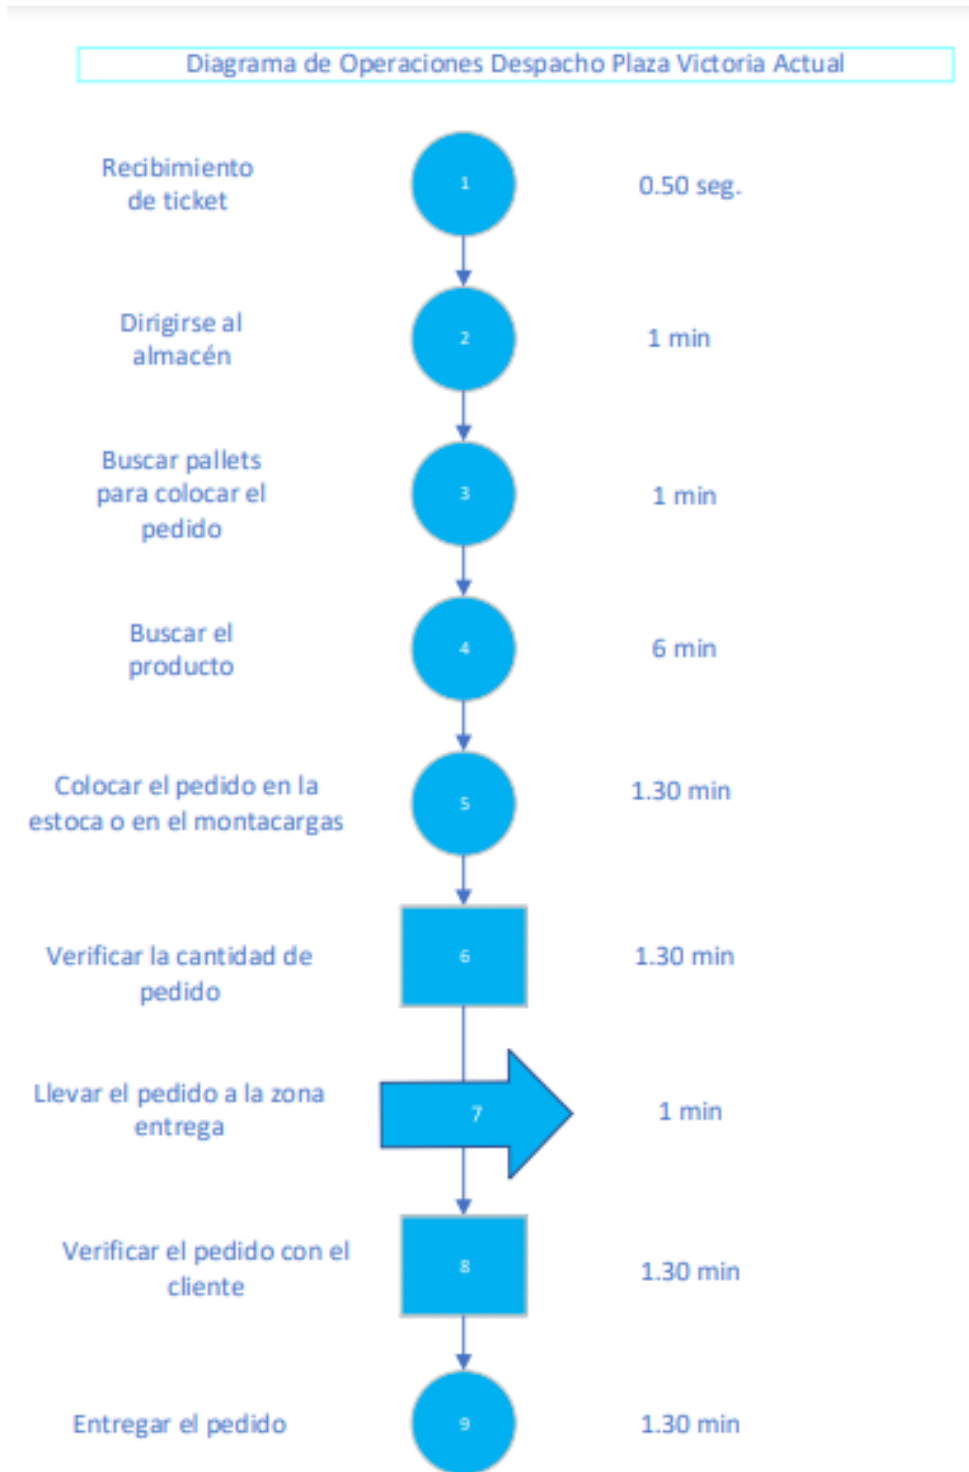 Diagrama de Operaciones Despacho Plaza Victoria Actual
Recibimiento
de ticket
1
0.50 seg.
Dirigirse al
almacén
2
1 min
Buscar pallets
para colocar el
pedido
3
1 min
Buscar el
producto
4
6 min
Colocar el pedido en la
estoca o en el montacargas
5
1.30 min
Verificar la cantidad de
pedido
6
1.30 min
Llevar el pedido a la zona
entrega
7
1 min
Verificar el pedido con el
cliente
8
1.30 min
Entregar el pedido
9
1.30 min